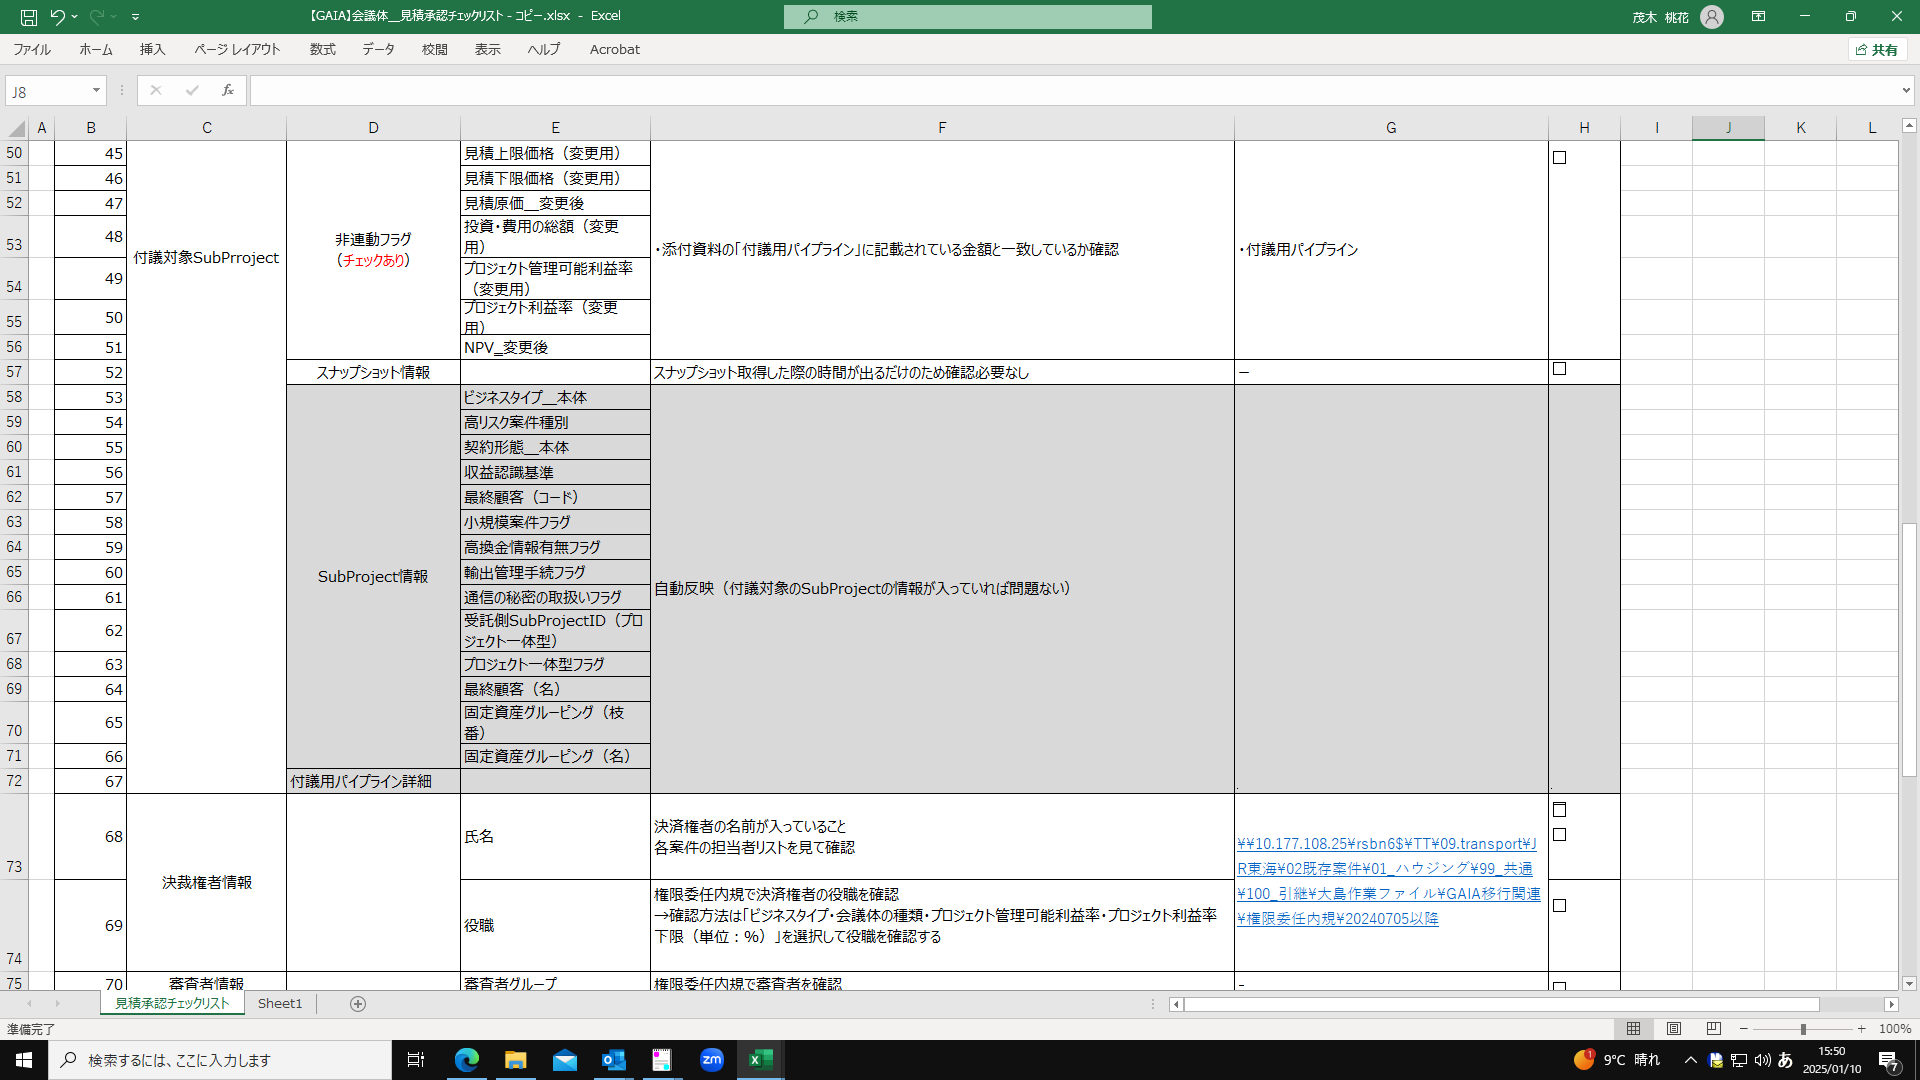 【GAIA】会議体__見積承認チェックリスト - コピー.xlsx - Excel
検索
茂木 桃花
ファイル ホーム 挿入 ページ レイアウト 数式 データ 校閲 表示 ヘルプ Acrobat
共有
J8
fx
A B C D E F G H I J K L
50 45 見積上限価格（変更用）
51 46 見積下限価格（変更用）
52 47 見積原価__変更後
53 48 投資・費用の総額（変更
用）
54 49 プロジェクト管理可能利益率
（変更用）
55 50 プロジェクト利益率（変更
用）
56 51 NPV_変更後
付議対象SubPrroject
非連動フラグ
（チェックあり）
・添付資料の「付議用パイプライン」に記載されている金額と一致しているか確認
・付議用パイプライン
57 52 スナップショット情報 スナップショット取得した際の時間が出るだけのため確認必要なし －
58 53 ビジネスタイプ__本体
59 54 高リスク案件種別
60 55 契約形態__本体
61 56 収益認識基準
62 57 最終顧客（コード）
63 58 小規模案件フラグ
64 59 高換金情報有無フラグ
65 60 輸出管理手続フラグ
66 61 通信の秘密の取扱いフラグ
67 62 受託側SubProjectID（プロ
ジェクト一体型）
68 63 プロジェクト一体型フラグ
69 64 最終顧客（名）
70 65 固定資産グルーピング（枝
番）
71 66 固定資産グルーピング（名）
SubProject情報
自動反映（付議対象のSubProjectの情報が入っていれば問題ない）
72 67 付議用パイプライン詳細
73 68 氏名
決済権者の名前が入っていること
各案件の担当者リストを見て確認
決裁権者情報
¥¥10.177.108.25¥rsbn6$¥TT¥09.transport¥J
R東海¥02既存案件¥01_ハウジング¥99_共通
¥100_引継¥大島作業ファイル¥GAIA移行関連
¥権限委任内規¥20240705以降
74 69 役職
権限委任内規で決済権者の役職を確認
→確認方法は「ビジネスタイプ・会議体の種類・プロジェクト管理可能利益率・プロジェクト利益率
下限（単位：％）」を選択して役職を確認する
75 70 審査者情報 審査者グループ 権限委任内規で審査者を確認 -
見積承認チェックリスト Sheet1
準備完了
100%
検索するには、ここに入力します
zm
1
9°C 晴れ
あ
15:50
2025/01/10
7